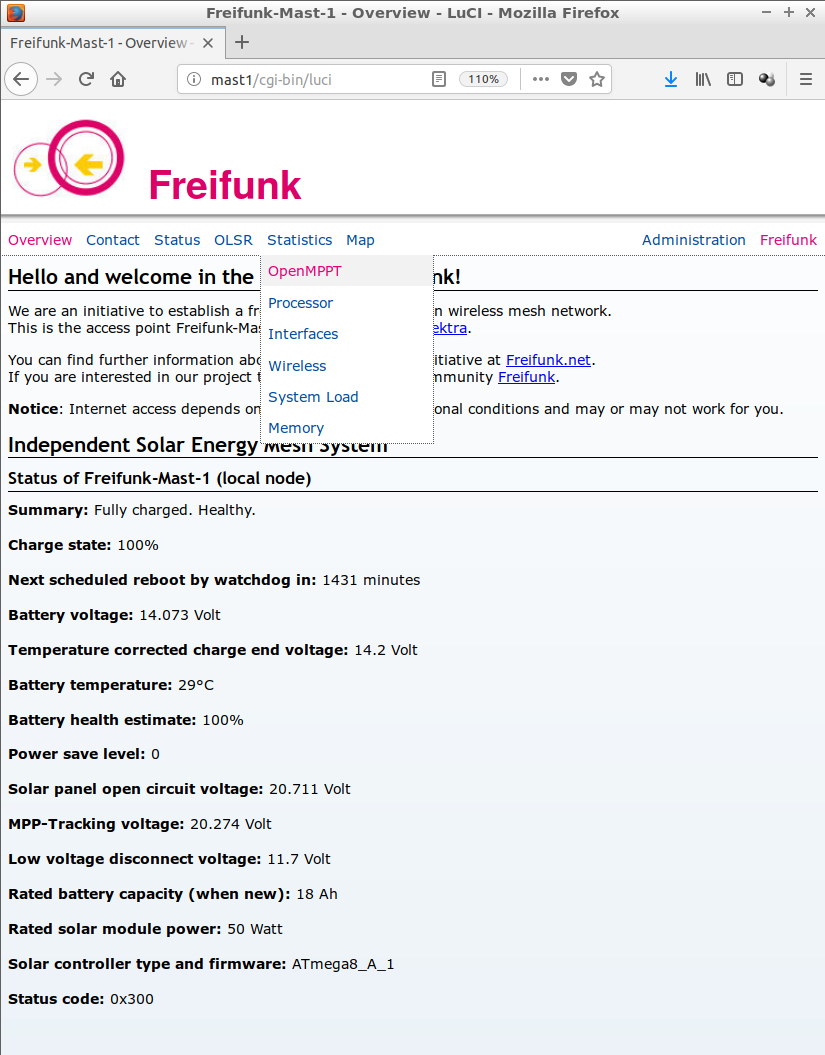 Freifunk-Mast-1 - Overview - LuCI - Mozilla Firefox
Freifunk-Mast-1 - Overview -
mast1/cgi-bin/luci
110%
Freifunk
Overview Contact Status OLSR Statistics Map Administration Freifunk
OpenMPPT
Processor
Interfaces
Wireless
System Load
Memory
Hello and welcome in the nk!
We are an initiative to establish a fr n wireless mesh network.
This is the access point Freifunk-Ma ektra.
You can find further information abo itiative at Freifunk.net.
If you are interested in our project t mmunity Freifunk.
Notice: Internet access depends on onal conditions and may or may not work for you.
Independent Solar Energy Mesh System
Status of Freifunk-Mast-1 (local node)
Summary: Fully charged. Healthy.
Charge state: 100%
Next scheduled reboot by watchdog in: 1431 minutes
Battery voltage: 14.073 Volt
Temperature corrected charge end voltage: 14.2 Volt
Battery temperature: 29°C
Battery health estimate: 100%
Power save level: 0
Solar panel open circuit voltage: 20.711 Volt
MPP-Tracking voltage: 20.274 Volt
Low voltage disconnect voltage: 11.7 Volt
Rated battery capacity (when new): 18 Ah
Rated solar module power: 50 Watt
Solar controller type and firmware: ATmega8_A_1
Status code: 0x300